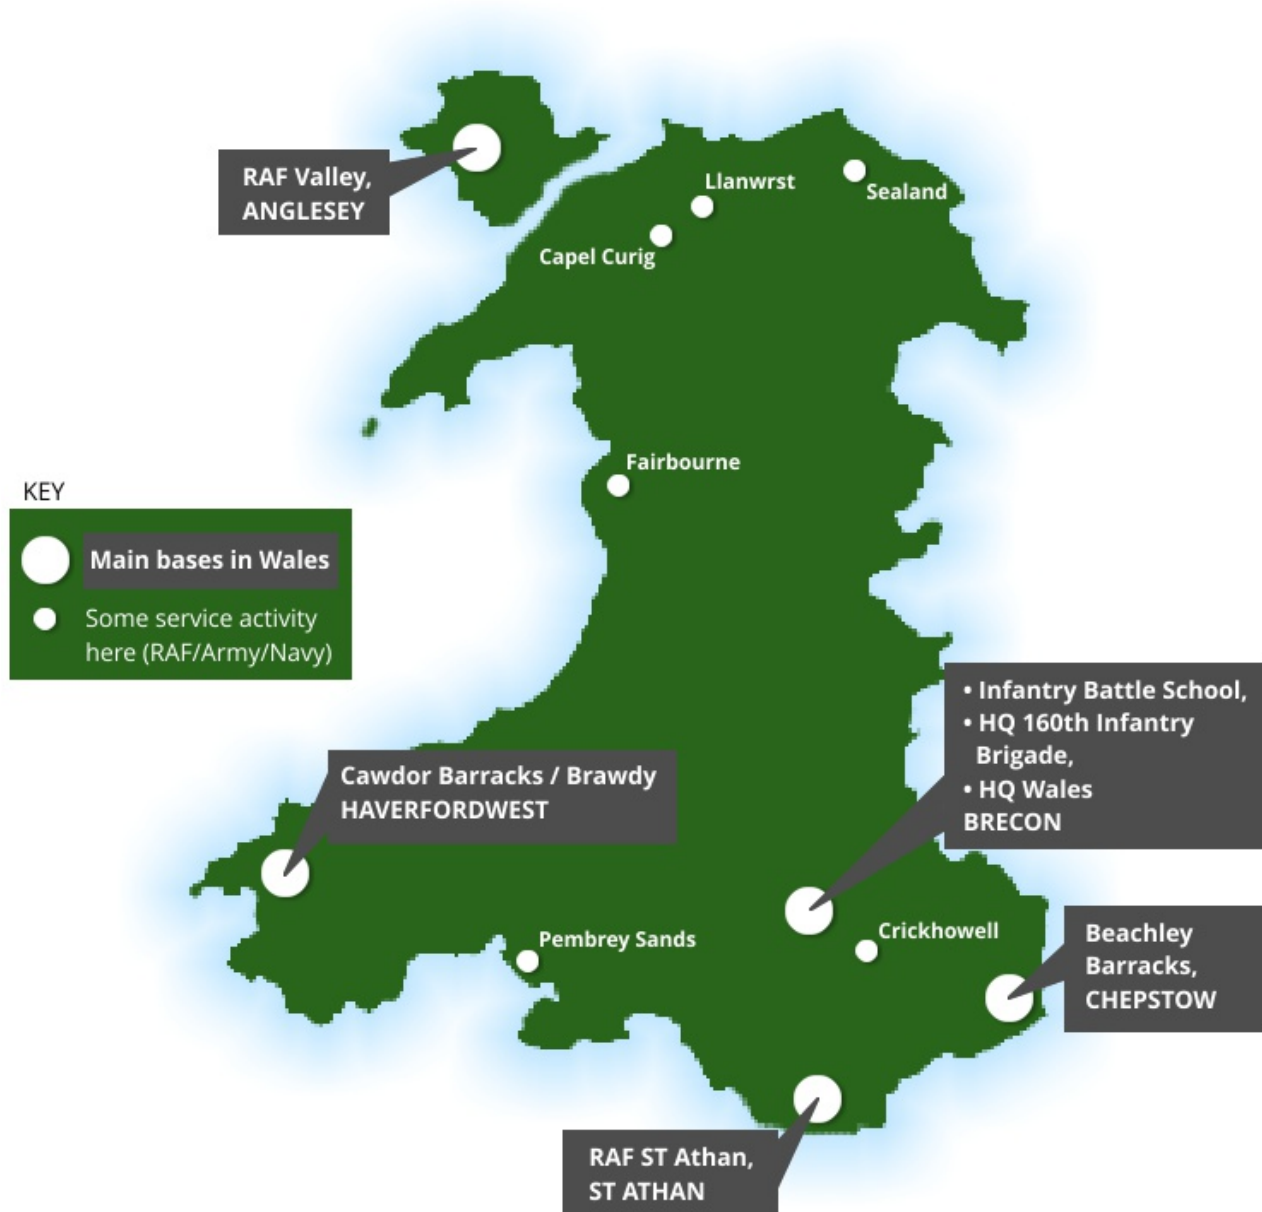 RAF Valley,
ANGLESEY
Llanwrst
Sealand
Capel Curig
Fairbourne
KEY
Main bases in Wales
Some service activity
here (RAF/Army/Navy)
• Infantry Battle School,
• HQ 160th Infantry
Brigade,
• HQ Wales
BRECON
Cawdor Barracks / Brawdy
HAVERFORDWEST
Pembrey Sands
Crickhowell
Beachley
Barracks,
CHEPSTOW
RAF ST Athan,
ST ATHAN